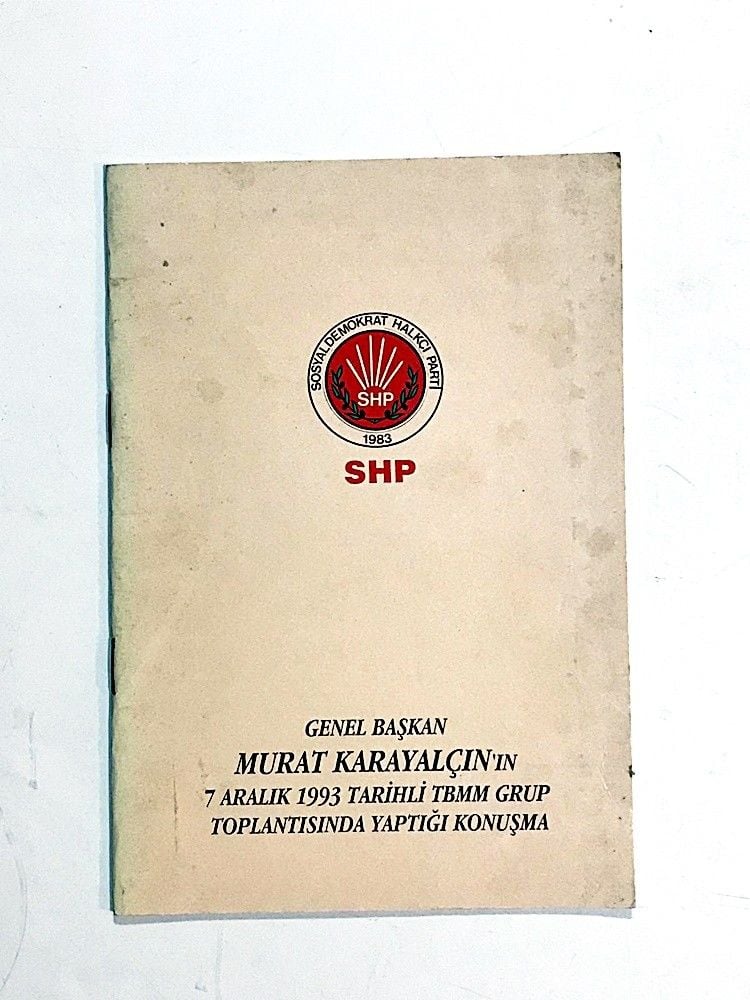 SOSYALDEMOKRAT HALKÇI PARTİ
SHP
1983
SHP
GENEL BAŞKAN
MURAT KARAYALÇIN'IN
7 ARALIK 1993 TARİHLİ TBMM GRUP
TOPLANTISINDA YAPTIĞI KONUŞMA